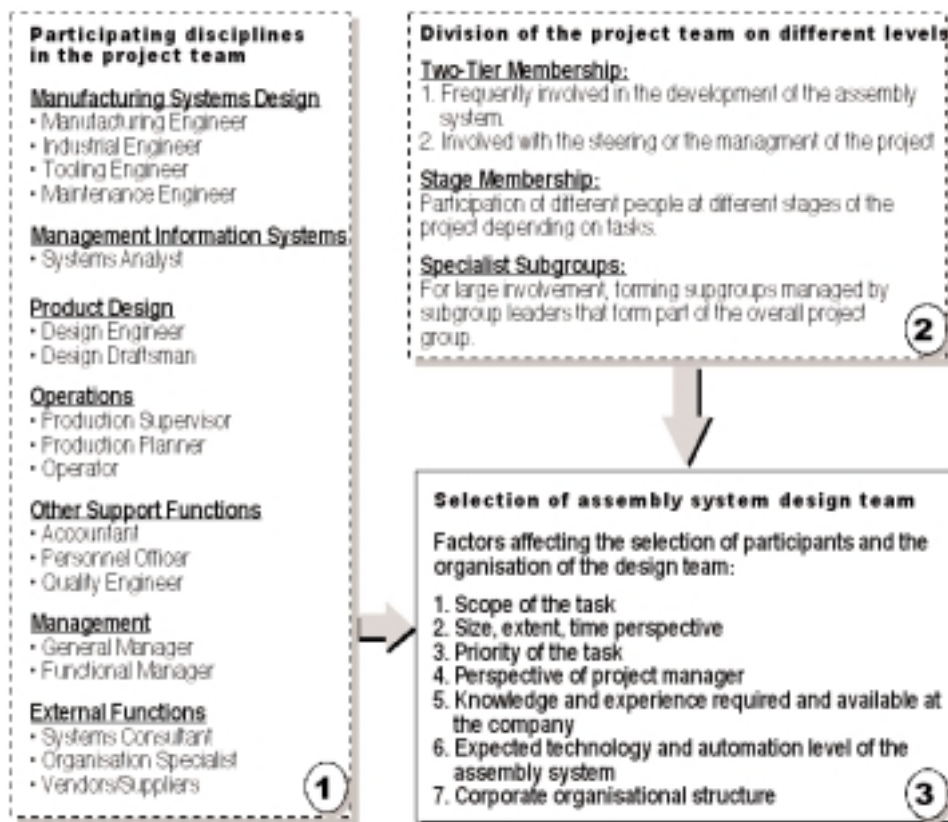 Participating disciplines
in the project team
Manufacturing Systems Design
• Manufacturing Engineer
• Industrial Engineer
• Tooling Engineer
• Maintenance Engineer
Management Information Systems
• Systems Analyst
Product Design
• Design Engineer
• Design Draftsman
Operations
• Production Supervisor
• Production Planner
• Operator
Other Support Functions
• Accountant
• Personnel Officer
• Quality Engineer
Management
• General Manager
• Functional Manager
External Functions
• Systems Consultant
• Organisation Specialist
• Vendors/Suppliers
1
Division of the project team on different levels
Two-Tier Membership:
1. Frequently involved in the development of the assembly
system.
2. Involved with the steering or the managment of the project
Stage Membership:
Participation of different people at different stages of the
project depending on tasks.
Specialist Subgroups:
For large involvement, forming supgroups managed by
subgroup leaders that form part of the overall project
group.
2
Selection of assembly system design team
Factors affecting the selection of participants and the
organisation of the design team:
1. Scope of the task
2. Size, extent, time perspective
3. Priority of the task
4. Perspective of project manager
5. Knowledge and experience required and available at
the company
6. Expected technology and automation level of the
assembly system
7. Corporate organisational structure
3